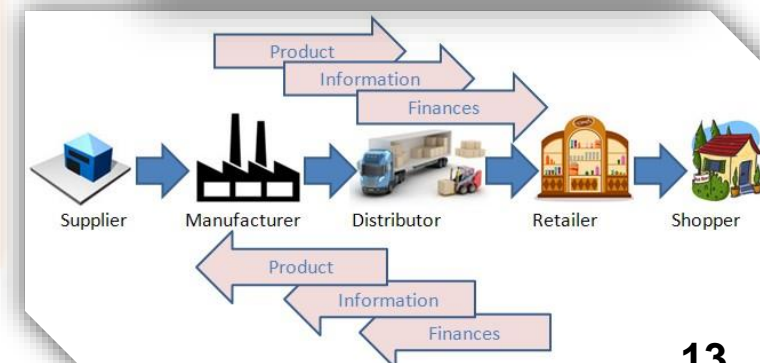 Product
Information
Finances
Supplier
Manufacturer
Distributor
Retailer
Shopper
Product
Information
Finances
13